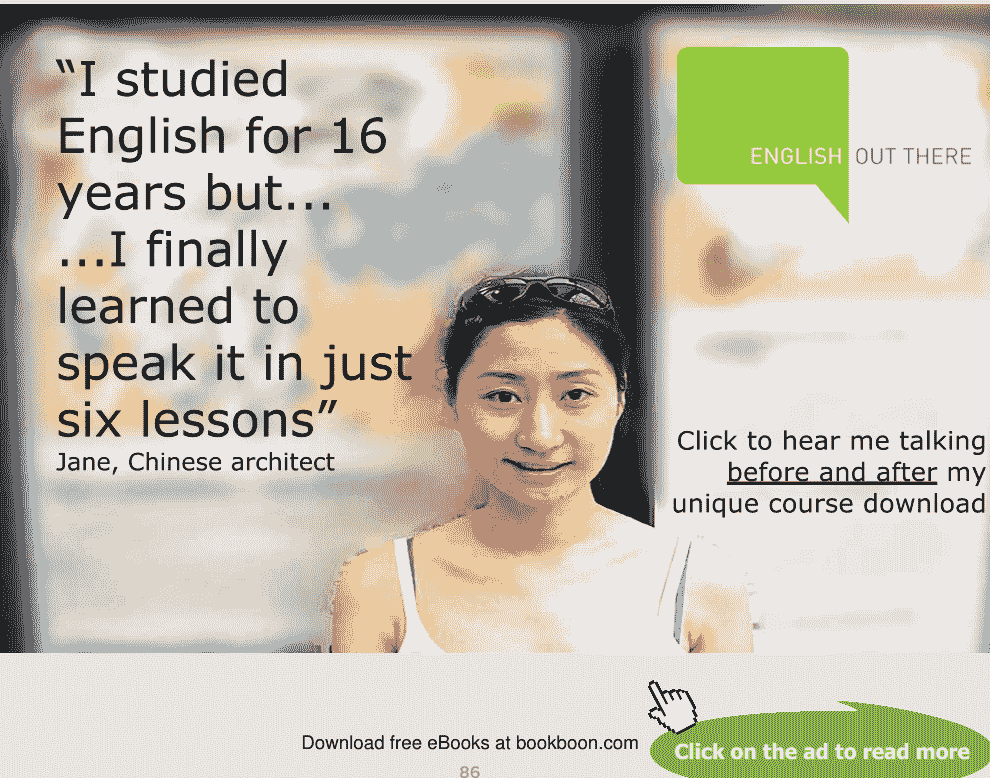 “I studied
English for 16
years but...
...I finally
learned to
speak it in just
six lessons”
Jane, Chinese architect
ENGLISH OUT THERE
Click to hear me talking
before and after my
unique course download
Click on the ad to read more
Download free eBooks at bookboon.com
86